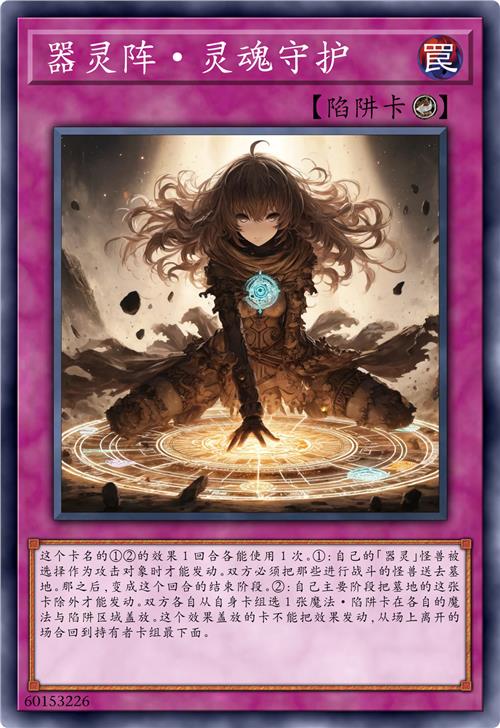 器灵阵・灵魂守护
罠
【陷阱卡】
这个卡名的①②的效果1回合各能使用1次。①:自己的「器灵」怪兽被
选择作为攻击对象时才能发动。双方必须把那些进行战斗的怪兽送去墓
地。那之后,变成这个回合的结束阶段。②:自己主要阶段把墓地的这张
卡除外才能发动。双方各自从自身卡组选1张魔法・陷阱卡在各自的魔
法与陷阱区域盖放。这个效果盖放的卡不能把效果发动,从场上离开的
场合回到持有者卡组最下面。
60153226